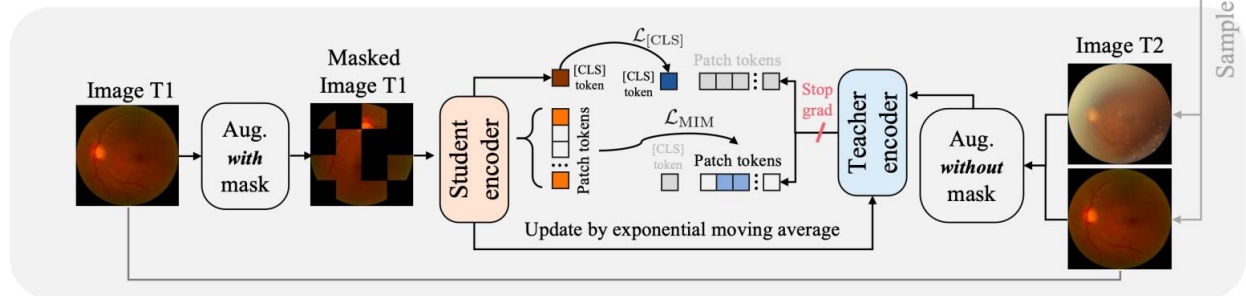 Image T1
Aug.
with
mask
Masked
Image T1
Student
encoder
[CLS]
token
L[CLS]
[CLS]
token
Patch tokens
Patch tokens
LMIM
[CLS]
token
Patch tokens
Stop
grad
Teacher
encoder
Update by exponential moving average
Aug.
without
mask
Image T2
Sample